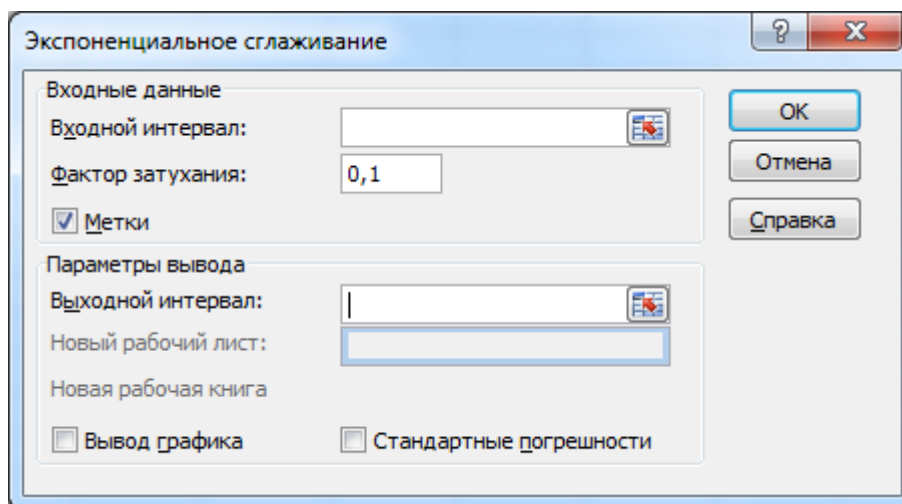 Экспоненциальное сглаживание
Входные данные
Входной интервал:
Фактор затухания: 0,1
Метки
Параметры вывода
Выходной интервал:
Новый рабочий лист:
Новая рабочая книга
Вывод графика Стандартные погрешности
ОК
Отмена
Справка